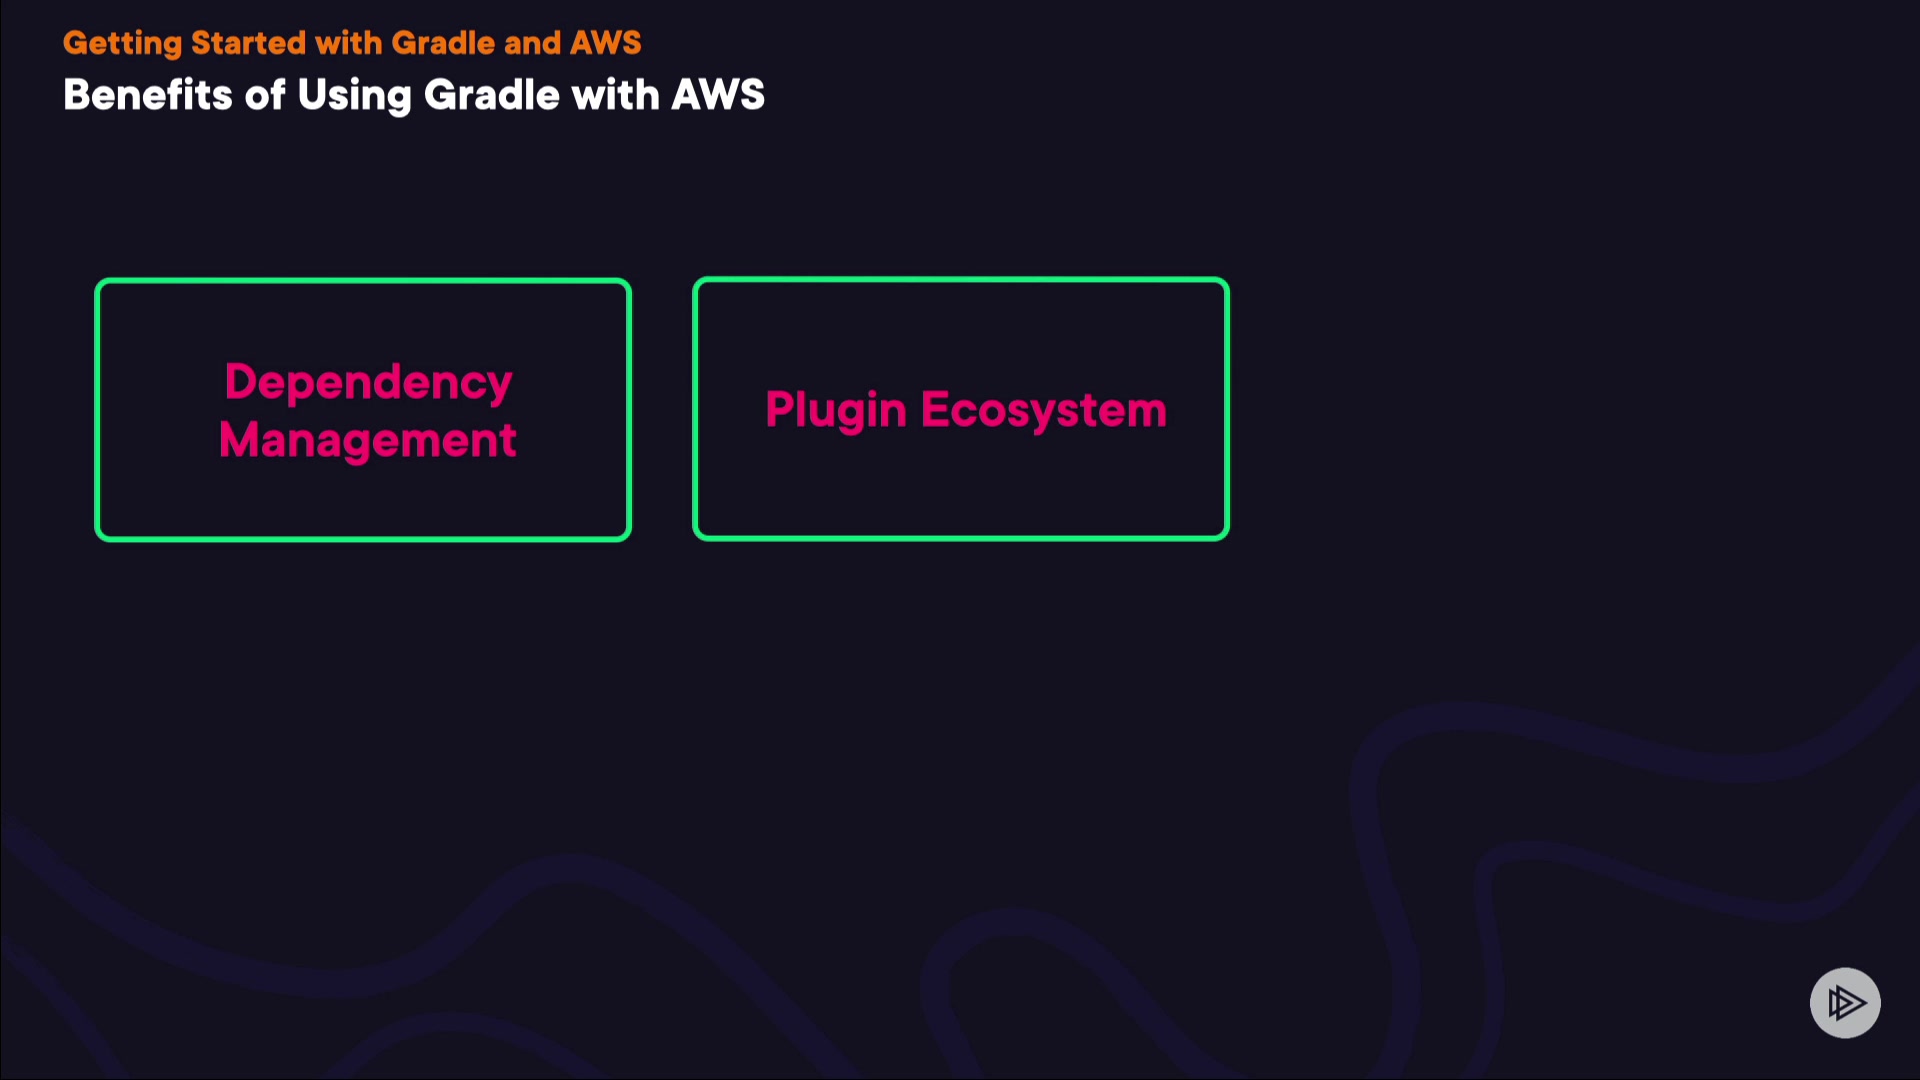 Getting Started with Gradle and AWS
Benefits of Using Gradle with AWS
Dependency
Management
Plugin Ecosystem